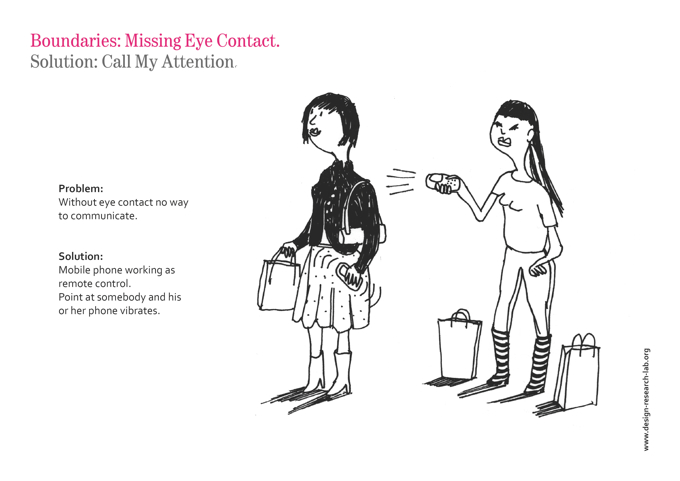 Boundaries: Missing Eye Contact.
Solution: Call My Attention.
Problem:
Without eye contact no way
to communicate.
Solution:
Mobile phone working as
remote control.
Point at somebody and his
or her phone vibrates.
www.design-research-lab.org